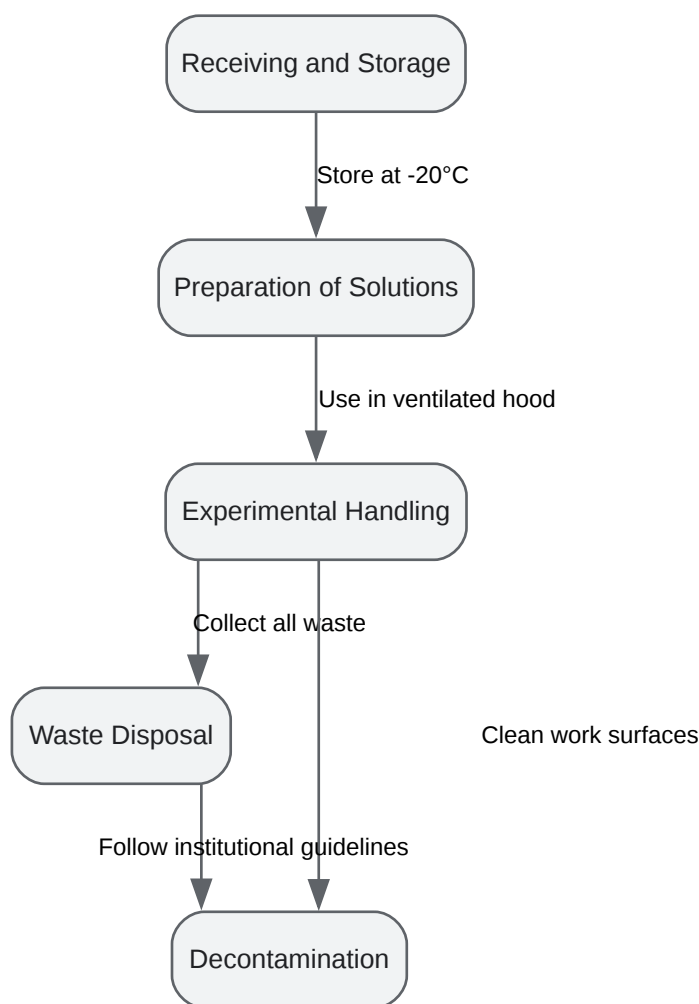 Receiving and Storage
Store at -20°C
Preparation of Solutions
Use in ventilated hood
Experimental Handling
Collect all waste
Waste Disposal
Clean work surfaces
Follow institutional guidelines
Decontamination